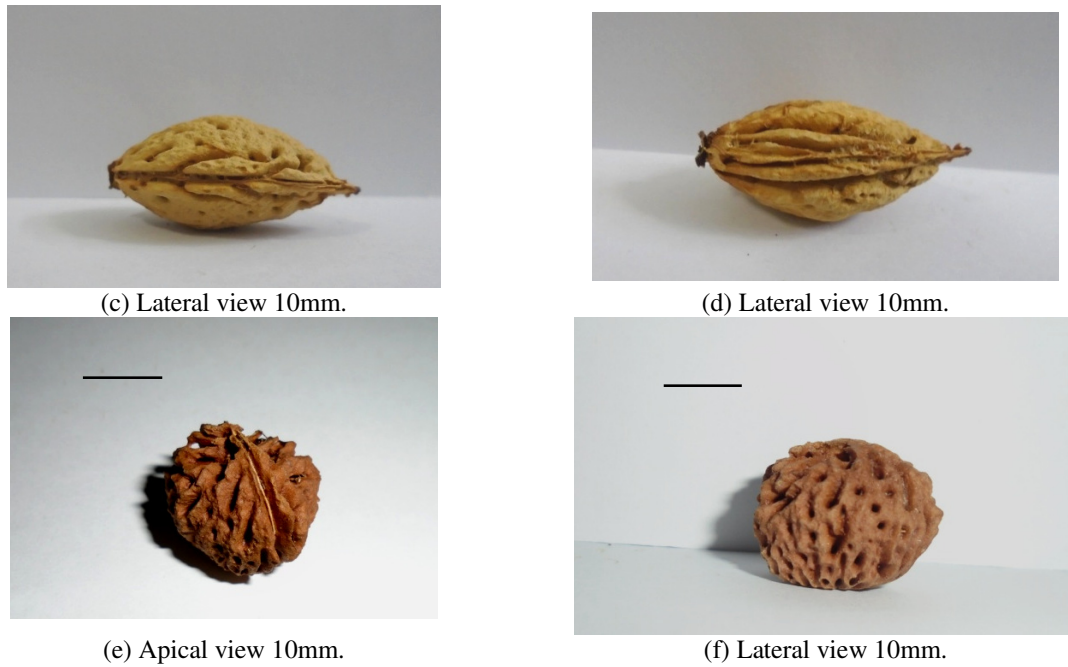 (c) Lateral view 10mm.
(d) Lateral view 10mm.
(e) Apical view 10mm.
(f) Lateral view 10mm.